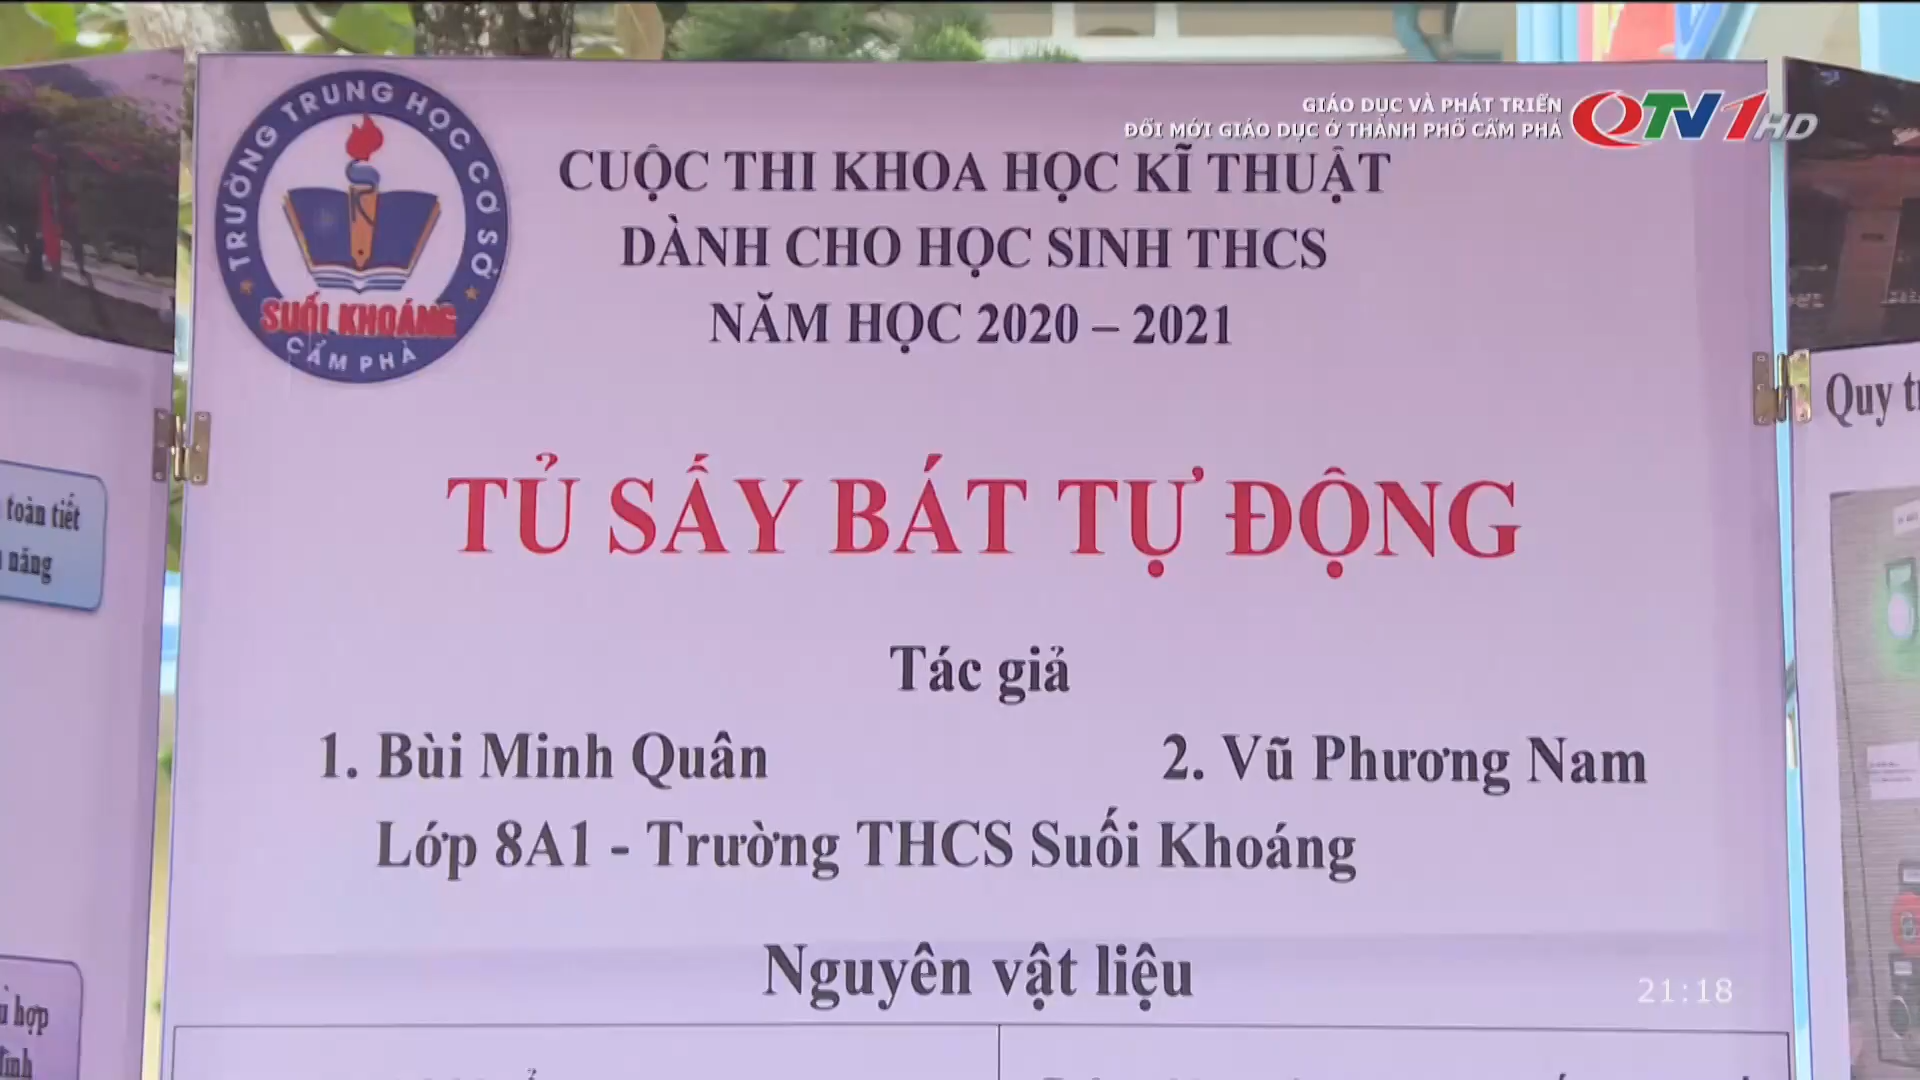 GIÁO DỤC VÀ PHÁT TRIỂN
ĐỔI MỚI GIÁO DỤC Ở THÀNH PHỐ CẨM PHẢ
QTV1 HD
TRƯỜNG TRUNG HỌC CƠ SỞ
SUỐI KHOÁNG
CẨM PHẢ
CUỘC THI KHOA HỌC KĨ THUẬT
DÀNH CHO HỌC SINH THCS
NĂM HỌC 2020 – 2021
TỦ SẤY BÁT TỰ ĐỘNG
Tác giả
1. Bùi Minh Quân
2. Vũ Phương Nam
Lớp 8A1 - Trường THCS Suối Khoáng
Nguyên vật liệu
toàn tiết
năng
hợp
Quy
21:18